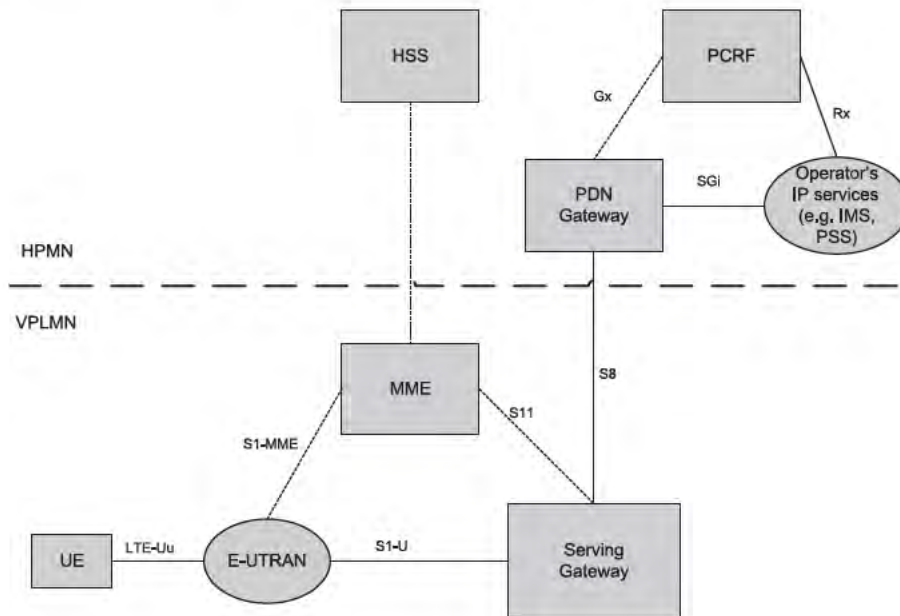 HSS
PCRF
Gx
Rx
PDN
Gateway
SGi
Operator's
IP services
(e.g. IMS,
PSS)
HPMN
VPLMN
MME
S8
S11
S1-MME
UE
LTE-Uu
E-UTRAN
S1-U
Serving
Gateway